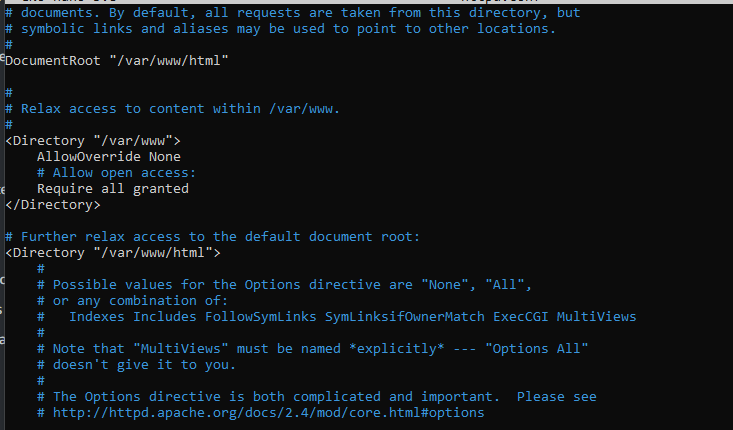 # documents. By default, all requests are taken from this directory, but
# symbolic links and aliases may be used to point to other locations.
#
DocumentRoot "/var/www/html"
#
# Relax access to content within /var/www.
#
<Directory "/var/www">
    AllowOverride None
    # Allow open access:
    Require all granted
</Directory>
# Further relax access to the default document root:
<Directory "/var/www/html">
    #
    # Possible values for the Options directive are "None", "All",
    # or any combination of:
    #   Indexes Includes FollowSymLinks SymLinksifOwnerMatch ExecCGI MultiViews
    #
    # Note that "MultiViews" must be named *explicitly* --- "Options All"
    # doesn't give it to you.
    #
    # The Options directive is both complicated and important.  Please see
    # http://httpd.apache.org/docs/2.4/mod/core.html#options